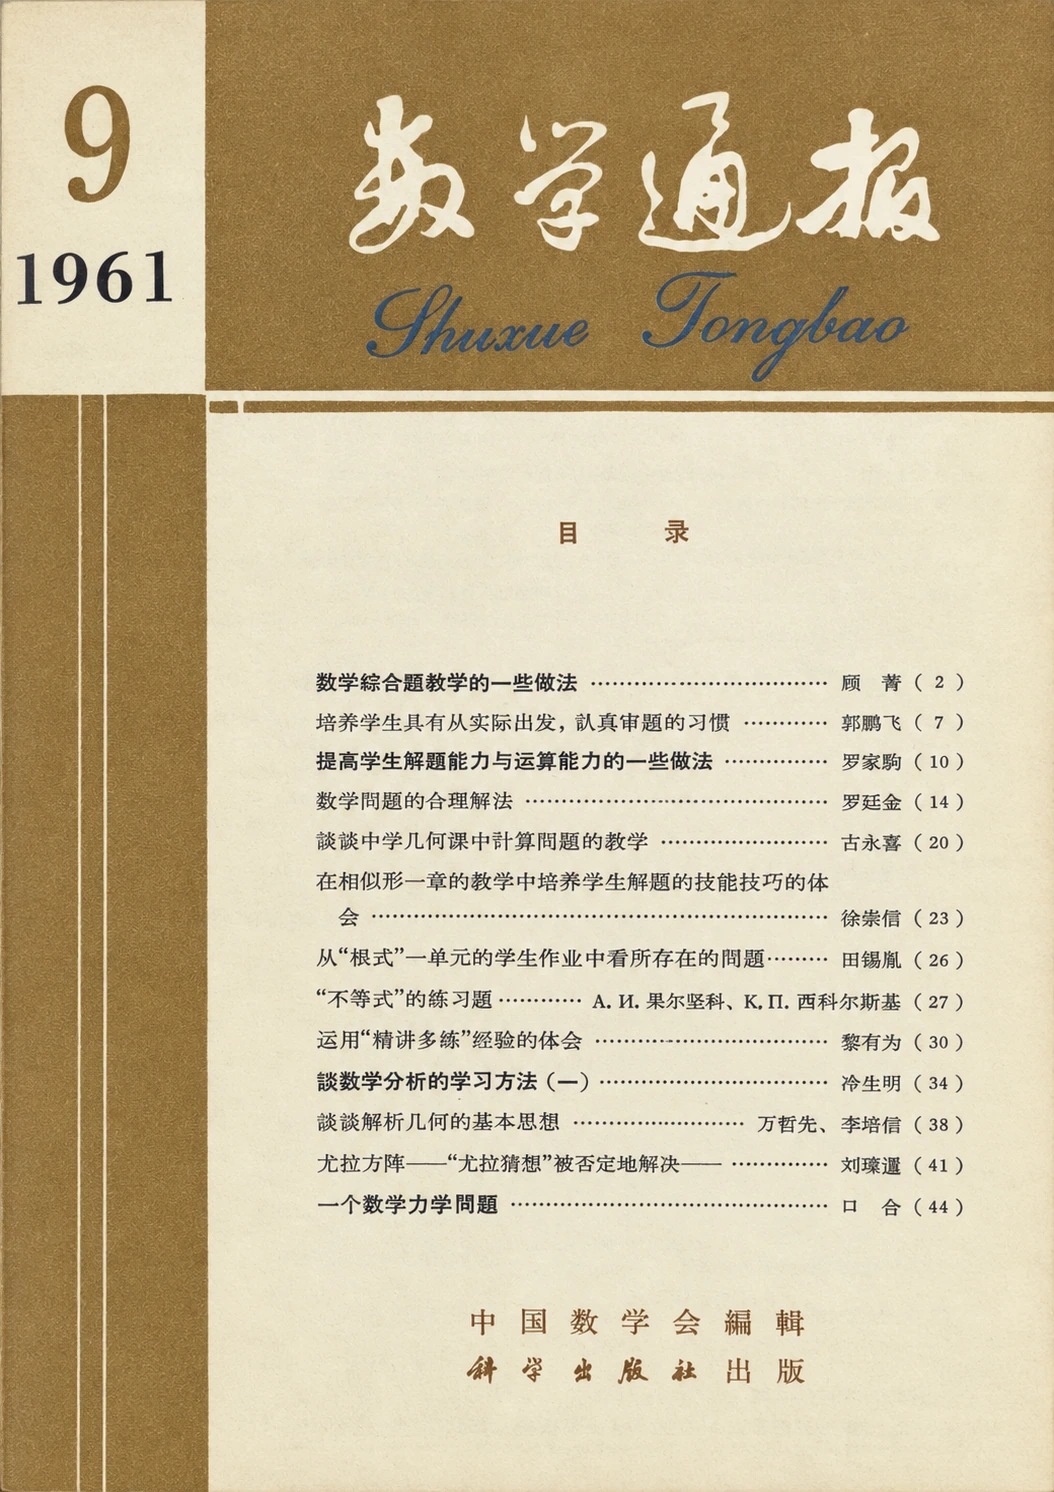 9
1961
数学通报
Shuxue Tongbao
目 录
数学綜合題教学的一些做法 …………………………… 顾 菁 ( 2 )
培养学生具有从实际出发，認真审题的习惯 ………… 郭鹏飞 ( 7 )
提高学生解題能力与运算能力的一些做法 …………… 罗家駒 ( 10 )
数学問題的合理解法 …………………………………… 罗廷金 ( 14 )
談談中学几何课中計算問題的教学 …………………… 古永喜 ( 20 )
在相似形一章的教学中培养学生解題的技能技巧的体
会 ………………………………………………………… 徐崇信 ( 23 )
从“根式”一单元的学生作业中看所存在的問題……… 田锡胤 ( 26 )
“不等式”的练习題 ………… А. И. 果尔坚科、К. П. 西科尔斯基 ( 27 )
运用“精讲多练”经验的体会 …………………………… 黎有为 ( 30 )
談数学分析的学习方法 (一) …………………………… 冷生明 ( 34 )
談談解析几何的基本思想 …………………… 万哲先、李培信 ( 38 )
尤拉方阵——“尤拉猜想”被否定地解决—— ………… 刘 ( 41 )
一个数学力学問題 ……………………………………… 口 合 ( 44 )
中国数学会編輯
科学出版社出版